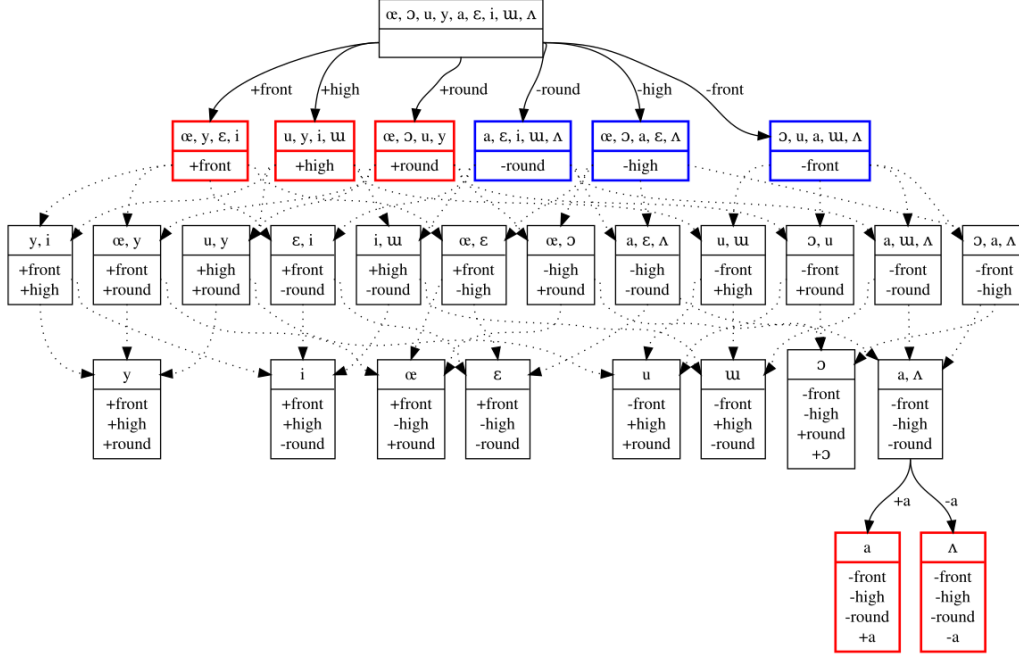 œ, ɔ, u, y, a, ɛ, i, ɯ, ʌ
+front
+high
+round
-round
-high
-front
œ, y, ɛ, i
+front
u, y, i, ɯ
+high
œ, ɔ, u, y
+round
a, ɛ, i, ɯ, ʌ
-round
œ, ɔ, a, ɛ, ʌ
-high
ɔ, u, a, ɯ, ʌ
-front
y, i
+front
+high
œ, y
+front
+round
u, y
+high
+round
ɛ, i
+front
-round
i, ɯ
+high
-round
œ, ɛ
+front
-high
œ, ɔ
-high
+round
a, ɛ, ʌ
-high
-round
u, ɯ
-front
+high
ɔ, u
-front
+round
a, ɯ, ʌ
-front
-round
ɔ, a, ʌ
-front
-high
y
+front
+high
+round
i
+front
+high
-round
œ
+front
-high
+round
ɛ
+front
-high
-round
u
-front
+high
+round
ɯ
-front
+high
-round
ɔ
-front
-high
+round
+ɔ
a, ʌ
-front
-high
-round
+a
-a
a
-front
-high
-round
+a
ʌ
-front
-high
-round
-a